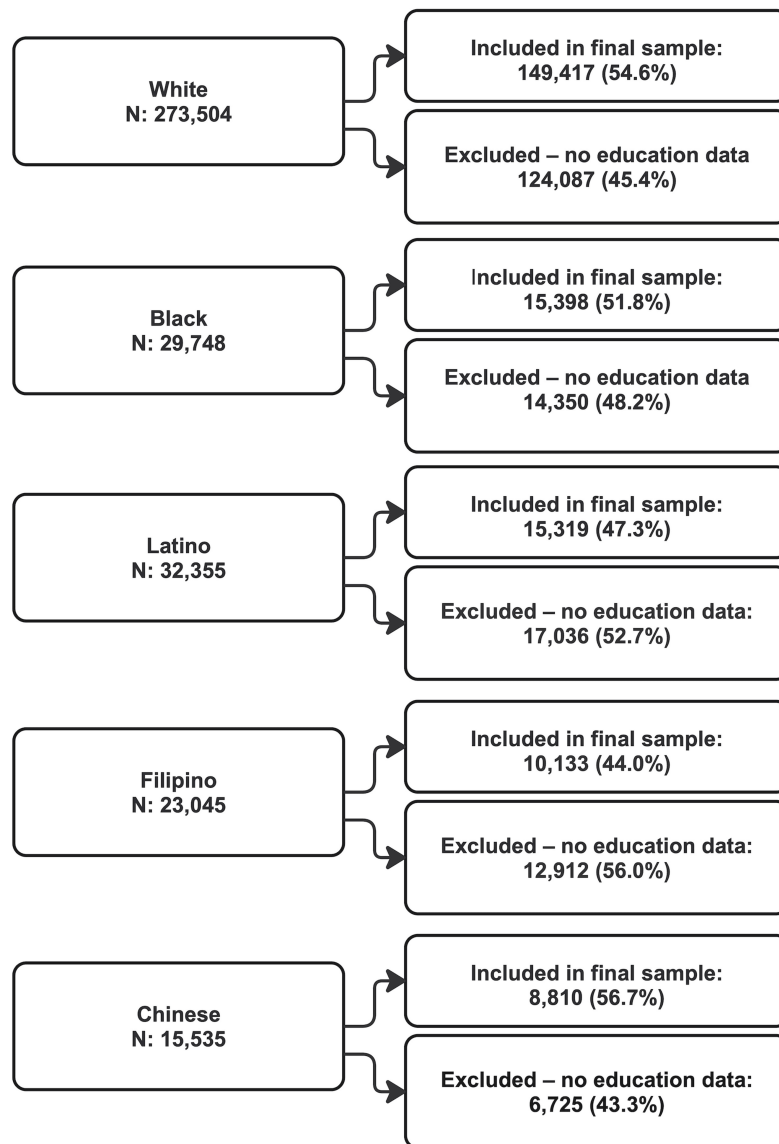 White
N: 273,504
Included in final sample:
149,417 (54.6%)
Excluded – no education data
124,087 (45.4%)
Black
N: 29,748
Included in final sample:
15,398 (51.8%)
Excluded – no education data
14,350 (48.2%)
Latino
N: 32,355
Included in final sample:
15,319 (47.3%)
Excluded – no education data:
17,036 (52.7%)
Filipino
N: 23,045
Included in final sample:
10,133 (44.0%)
Excluded – no education data:
12,912 (56.0%)
Chinese
N: 15,535
Included in final sample:
8,810 (56.7%)
Excluded – no education data:
6,725 (43.3%)